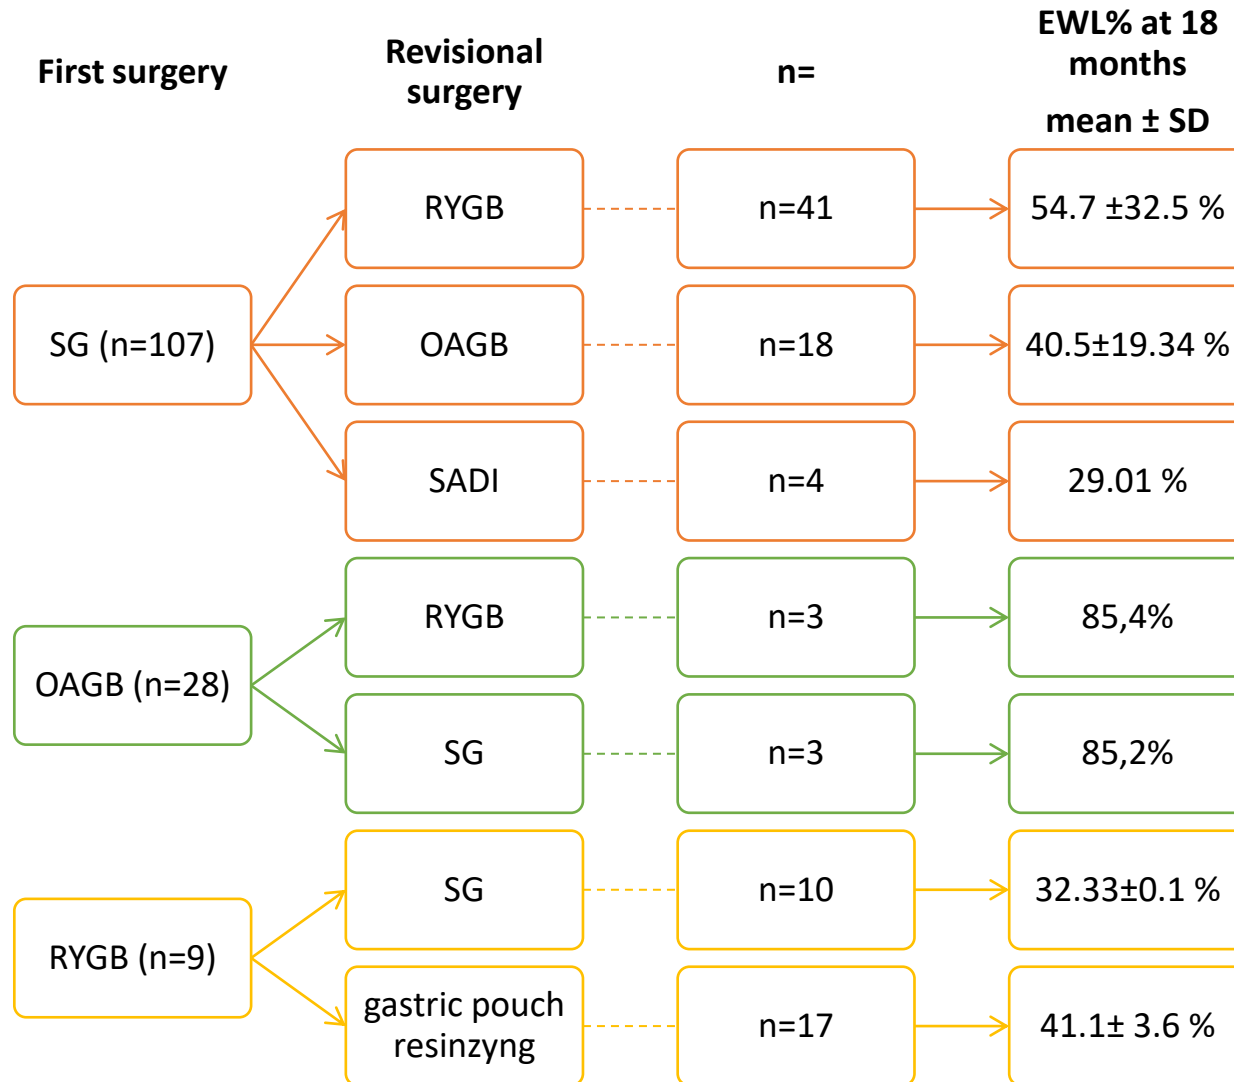 First surgery
Revisional
surgery
n=
EWL% at 18
months
mean ± SD
SG (n=107)
RYGB
n=41
54.7 ±32.5 %
OAGB
n=18
40.5±19.34 %
SADI
n=4
29.01 %
OAGB (n=28)
RYGB
n=3
85,4%
SG
n=3
85,2%
RYGB (n=9)
SG
n=10
32.33±0.1 %
gastric pouch
resinzyng
n=17
41.1± 3.6 %